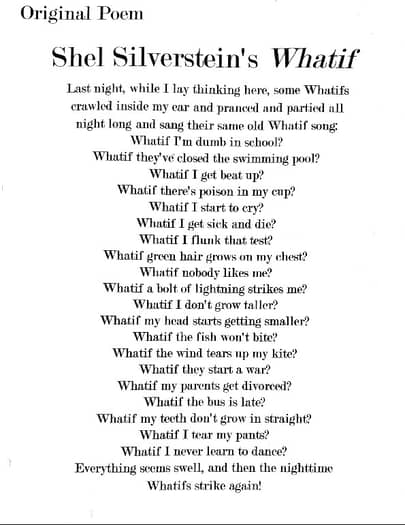 Original Poem
Shel Silverstein's Whatif
Last night, while I lay thinking here, some Whatifs
crawled inside my ear and pranced and partied all
night long and sang their same old Whatif song:
Whatif I'm dumb in school?
Whatif they've closed the swimming pool?
Whatif I get beat up?
Whatif there's poison in my cup?
Whatif I start to cry?
Whatif I get sick and die?
Whatif I flunk that test?
Whatif green hair grows on my chest?
Whatif nobody likes me?
Whatif a bolt of lightning strikes me?
Whatif I don't grow taller?
Whatif my head starts getting smaller?
Whatif the fish won't bite?
Whatif the wind tears up my kite?
Whatif they start a war?
Whatif my parents get divorced?
Whatif the bus is late?
Whatif my teeth don't grow in straight?
Whatif I tear my pants?
Whatif I never learn to dance?
Everything seems swell, and then the nighttime
Whatifs strike again!